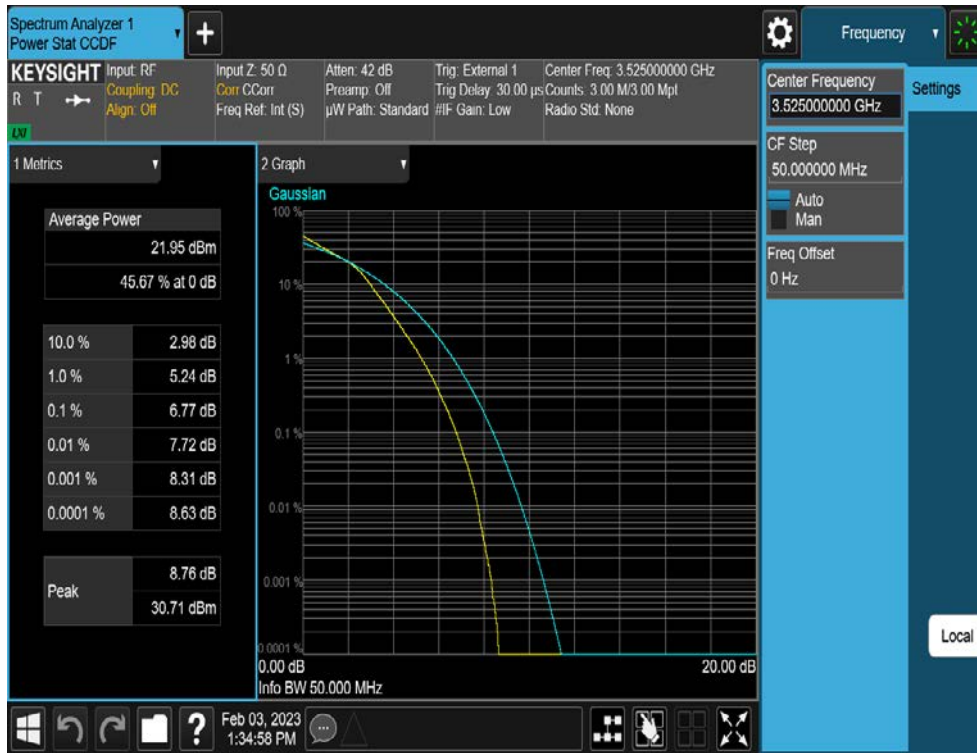 Spectrum Analyzer 1
Power Stat CCDF
+
Frequency
KEYSIGHT
R T
LXI
Input: RF
Coupling: DC
Align: Off
Input Z: 50 Ω
Corr CCorr
Freq Ref: Int (S)
Atten: 42 dB
Preamp: Off
µW Path: Standard
Trig: External 1
Trig Delay: 30.00 µs
#IF Gain: Low
Center Freq: 3.525000000 GHz
Counts: 3.00 M/3.00 Mpt
Radio Std: None
Center Frequency
3.525000000 GHz
Settings
CF Step
50.000000 MHz
Auto
Man
Freq Offset
0 Hz
1 Metrics
Average Power
21.95 dBm
45.67 % at 0 dB
10.0 % 2.98 dB
1.0 % 5.24 dB
0.1 % 6.77 dB
0.01 % 7.72 dB
0.001 % 8.31 dB
0.0001 % 8.63 dB
Peak 8.76 dB
30.71 dBm
2 Graph
Gaussian
100 %
10 %
1 %
0.1 %
0.01 %
0.001 %
0.0001 %
0.00 dB 20.00 dB
Info BW 50.000 MHz
Local
?
Feb 03, 2023
1:34:58 PM